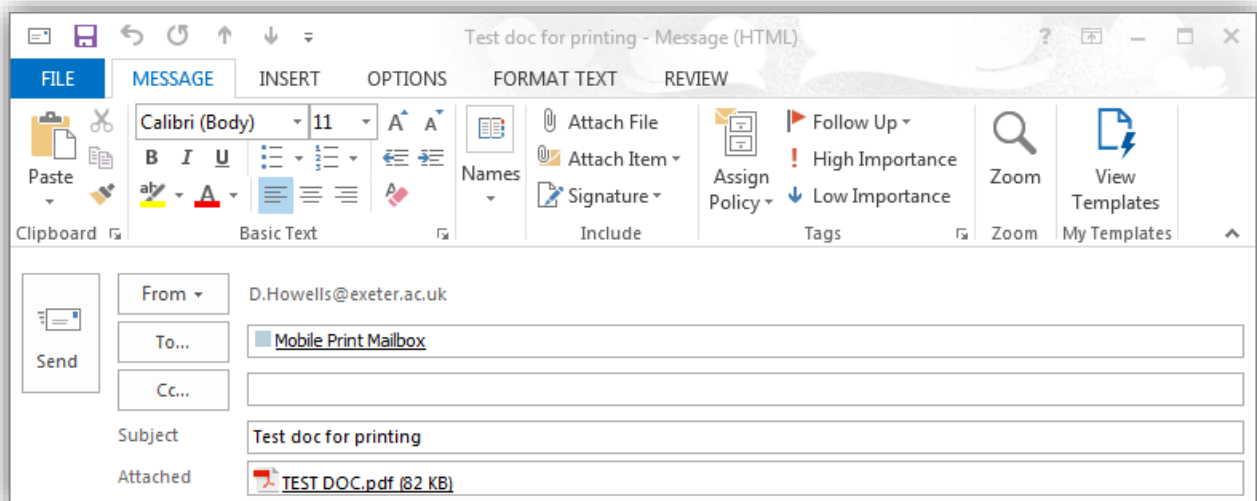 Test doc for printing - Message (HTML) ?
FILE MESSAGE INSERT OPTIONS FORMAT TEXT REVIEW
Calibri (Body) 11 A A Attach File Follow Up
B I U Attach Item High Importance
Paste Names Assign Zoom View
aby A Signature Policy Low Importance Templates
Clipboard Basic Text Include Tags Zoom My Templates
From D.Howells@exeter.ac.uk
To... Mobile Print Mailbox
Send
Cc...
Subject Test doc for printing
Attached TEST DOC.pdf (82 KB)